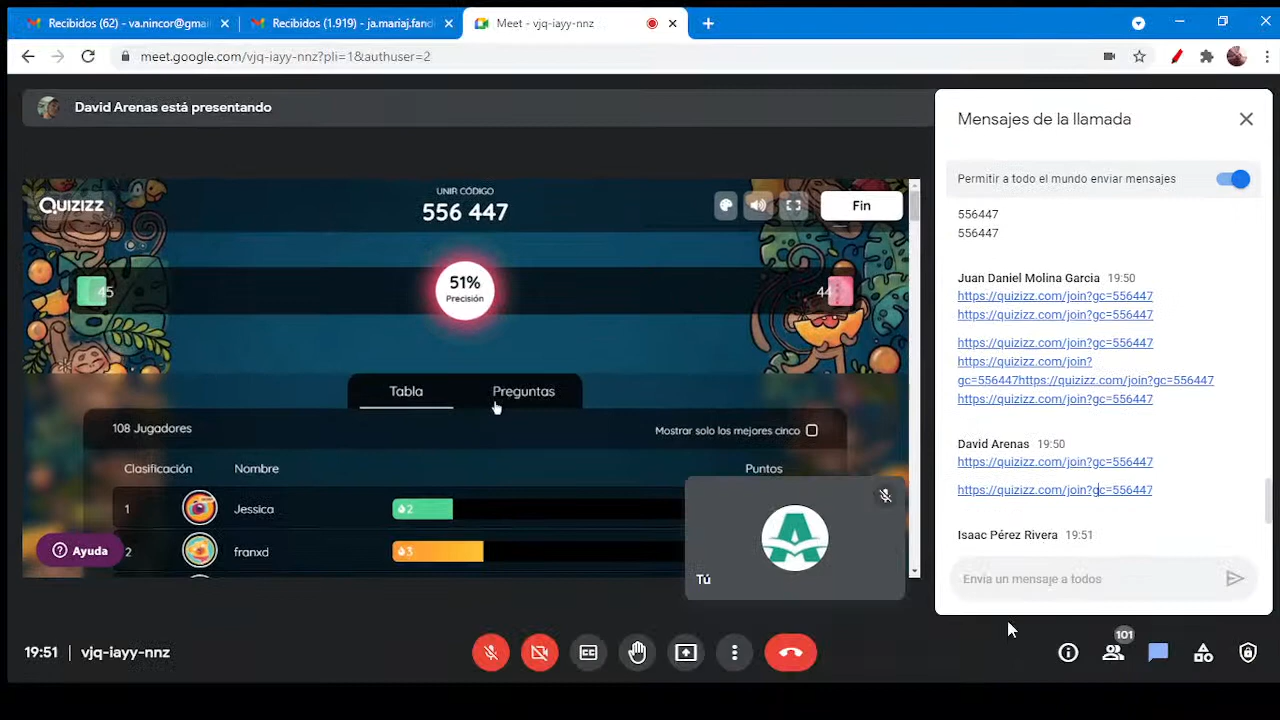 Recibidos (62) - va.nincor@gmai
Recibidos (1.919) - ja.mariaj.fand
Meet - vjq-iayy-nnz
meet.google.com/vjq-iayy-nnz?pli=1&authuser=2
David Arenas está presentando
Quizizz
UNIR CÓDIGO
556 447
Fin
45
51%
Precisión
44
Tabla
Preguntas
108 Jugadores
Mostrar solo los mejores cinco
Clasificación
Nombre
Puntos
1
Jessica
2
2
franxd
3
Ayuda
Tú
Mensajes de la llamada
Permitir a todo el mundo enviar mensajes
556447
556447
Juan Daniel Molina Garcia 19:50
https://quizizz.com/join?gc=556447
https://quizizz.com/join?gc=556447
https://quizizz.com/join?gc=556447
https://quizizz.com/join?
gc=556447https://quizizz.com/join?gc=556447
https://quizizz.com/join?gc=556447
David Arenas 19:50
https://quizizz.com/join?gc=556447
https://quizizz.com/join?gc=556447
Isaac Pérez Rivera 19:51
Envía un mensaje a todos
19:51 | vjq-iayy-nnz
101